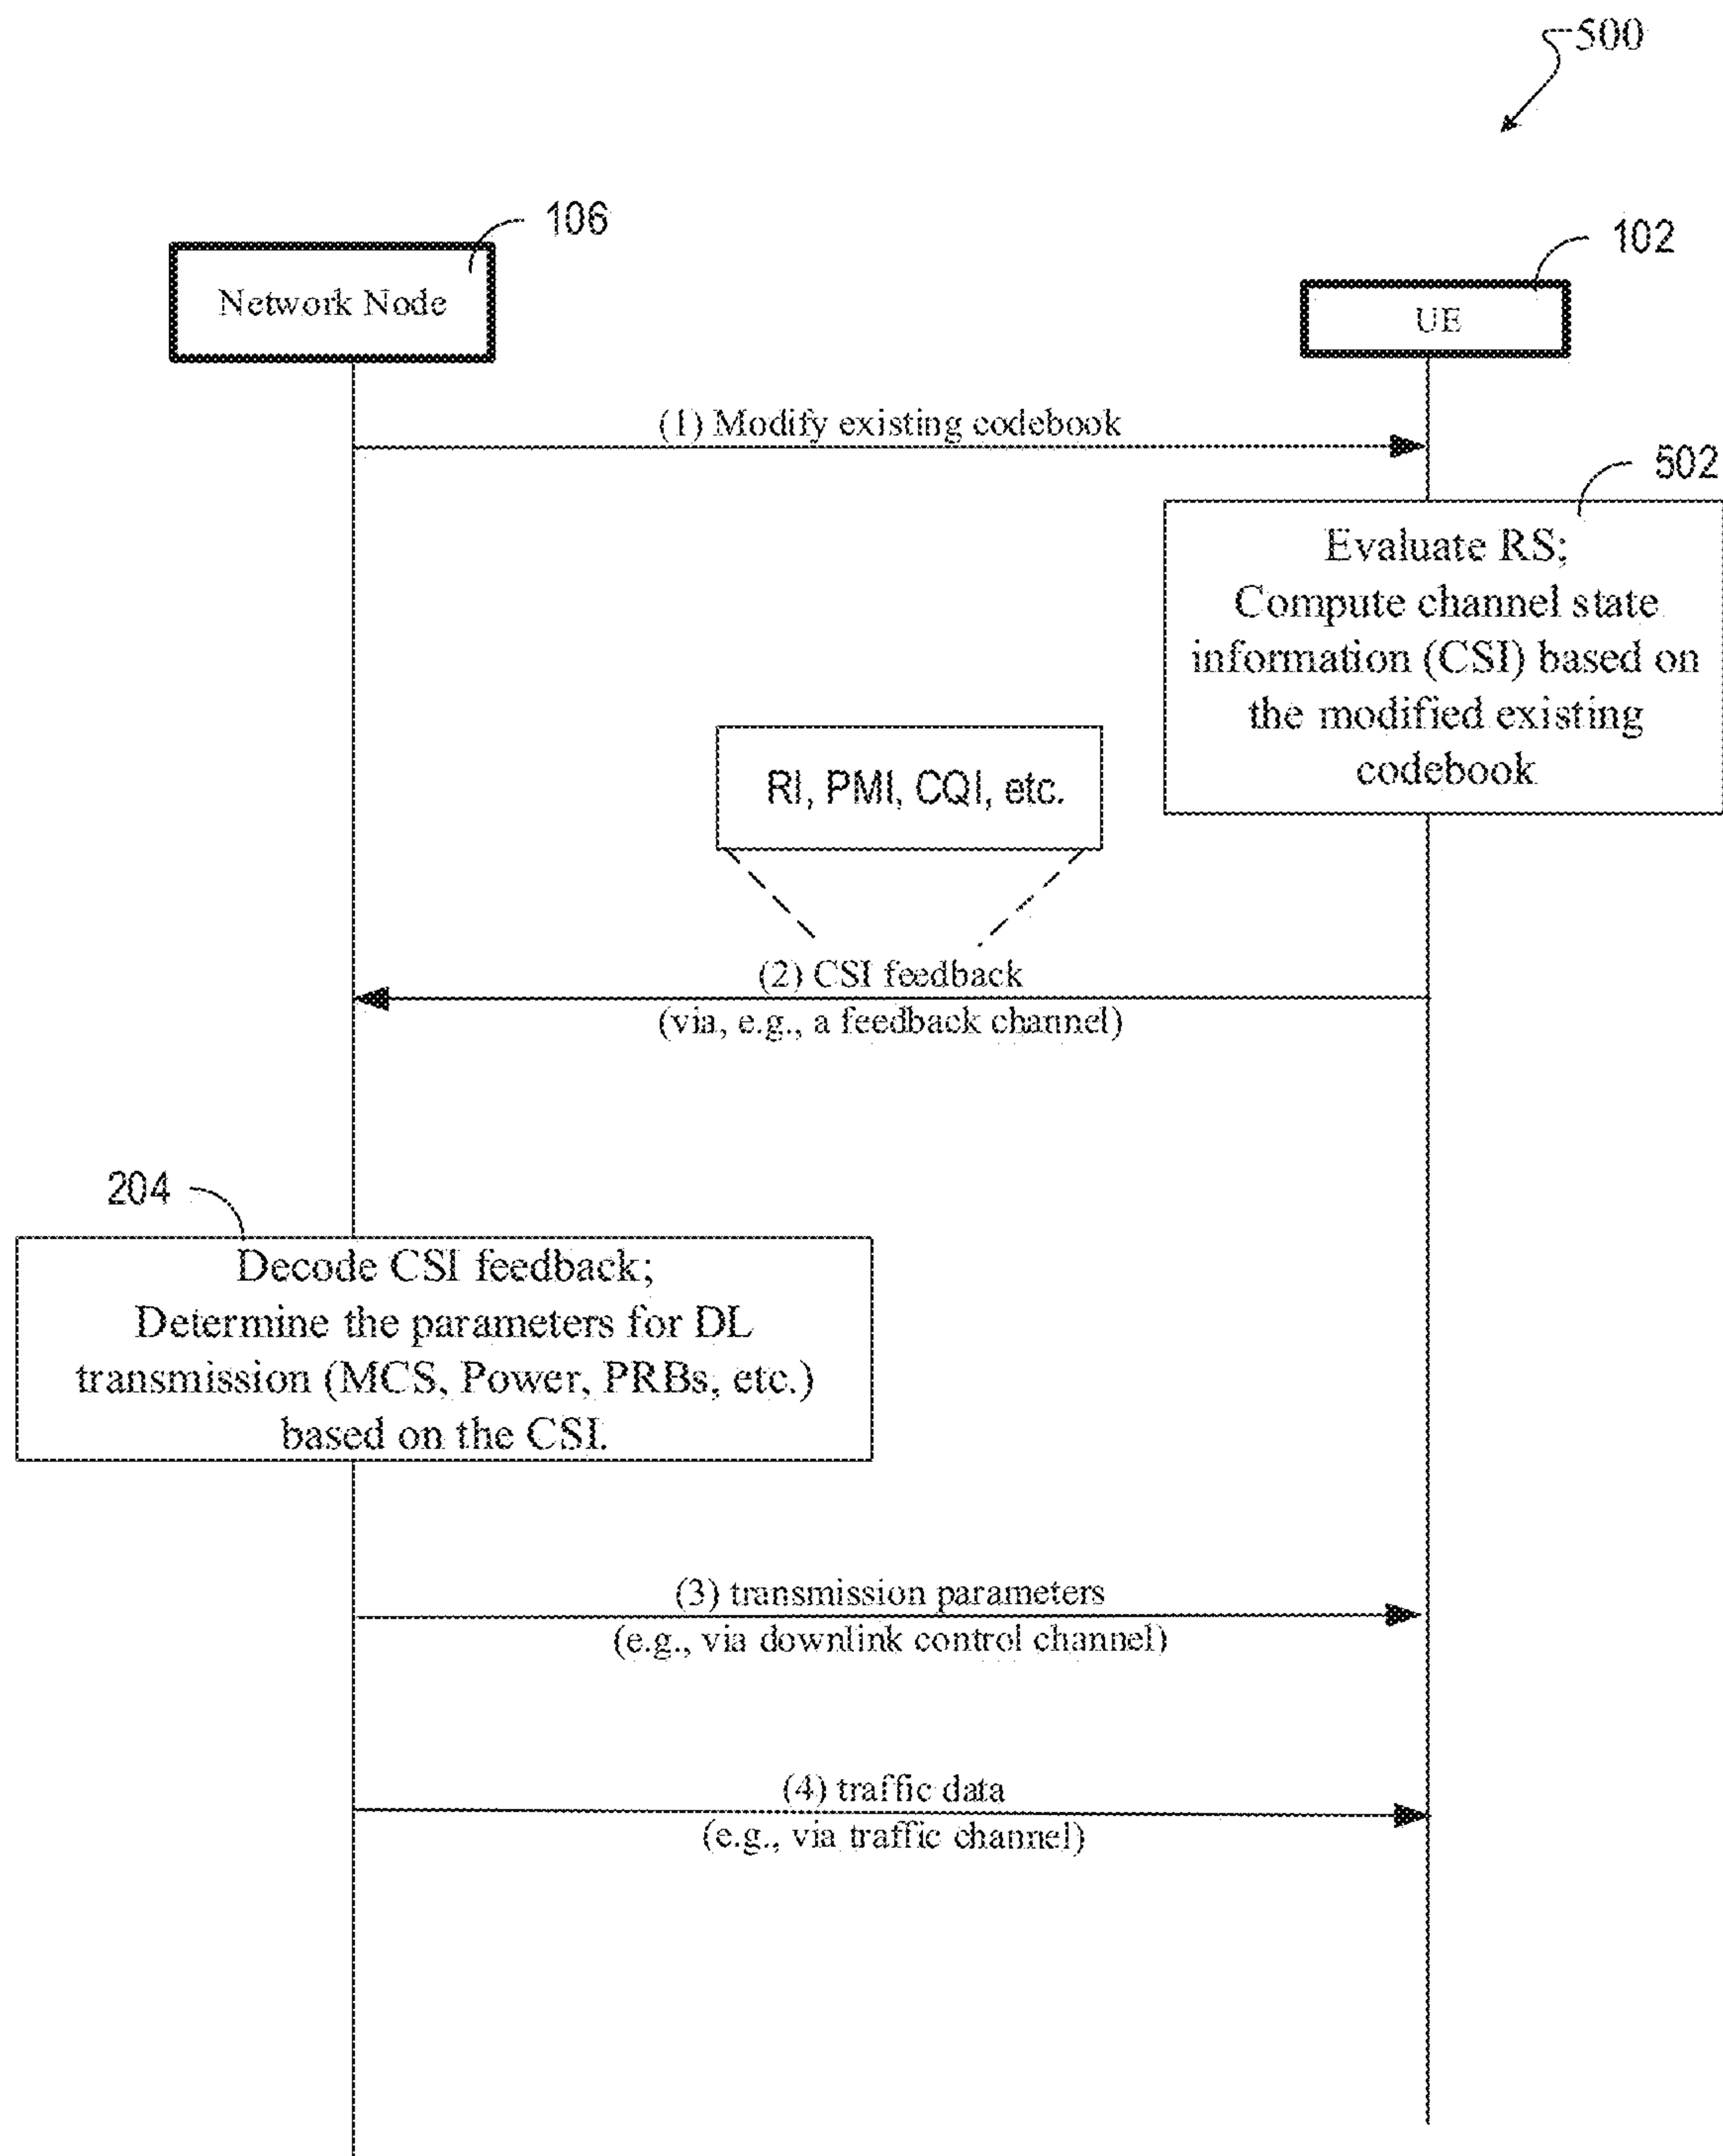 500
106
Network Node
102
UE
(1) Modify existing codebook
502
Evaluate RS;
Compute channel state
information (CSI) based on
the modified existing
codebook
RI, PMI, CQI, etc.
(2) CSI feedback
(via, e.g., a feedback channel)
204
Decode CSI feedback;
Determine the parameters for DL
transmission (MCS, Power, PRBs, etc.)
based on the CSI.
(3) transmission parameters
(e.g., via downlink control channel)
(4) traffic data
(e.g., via traffic channel)